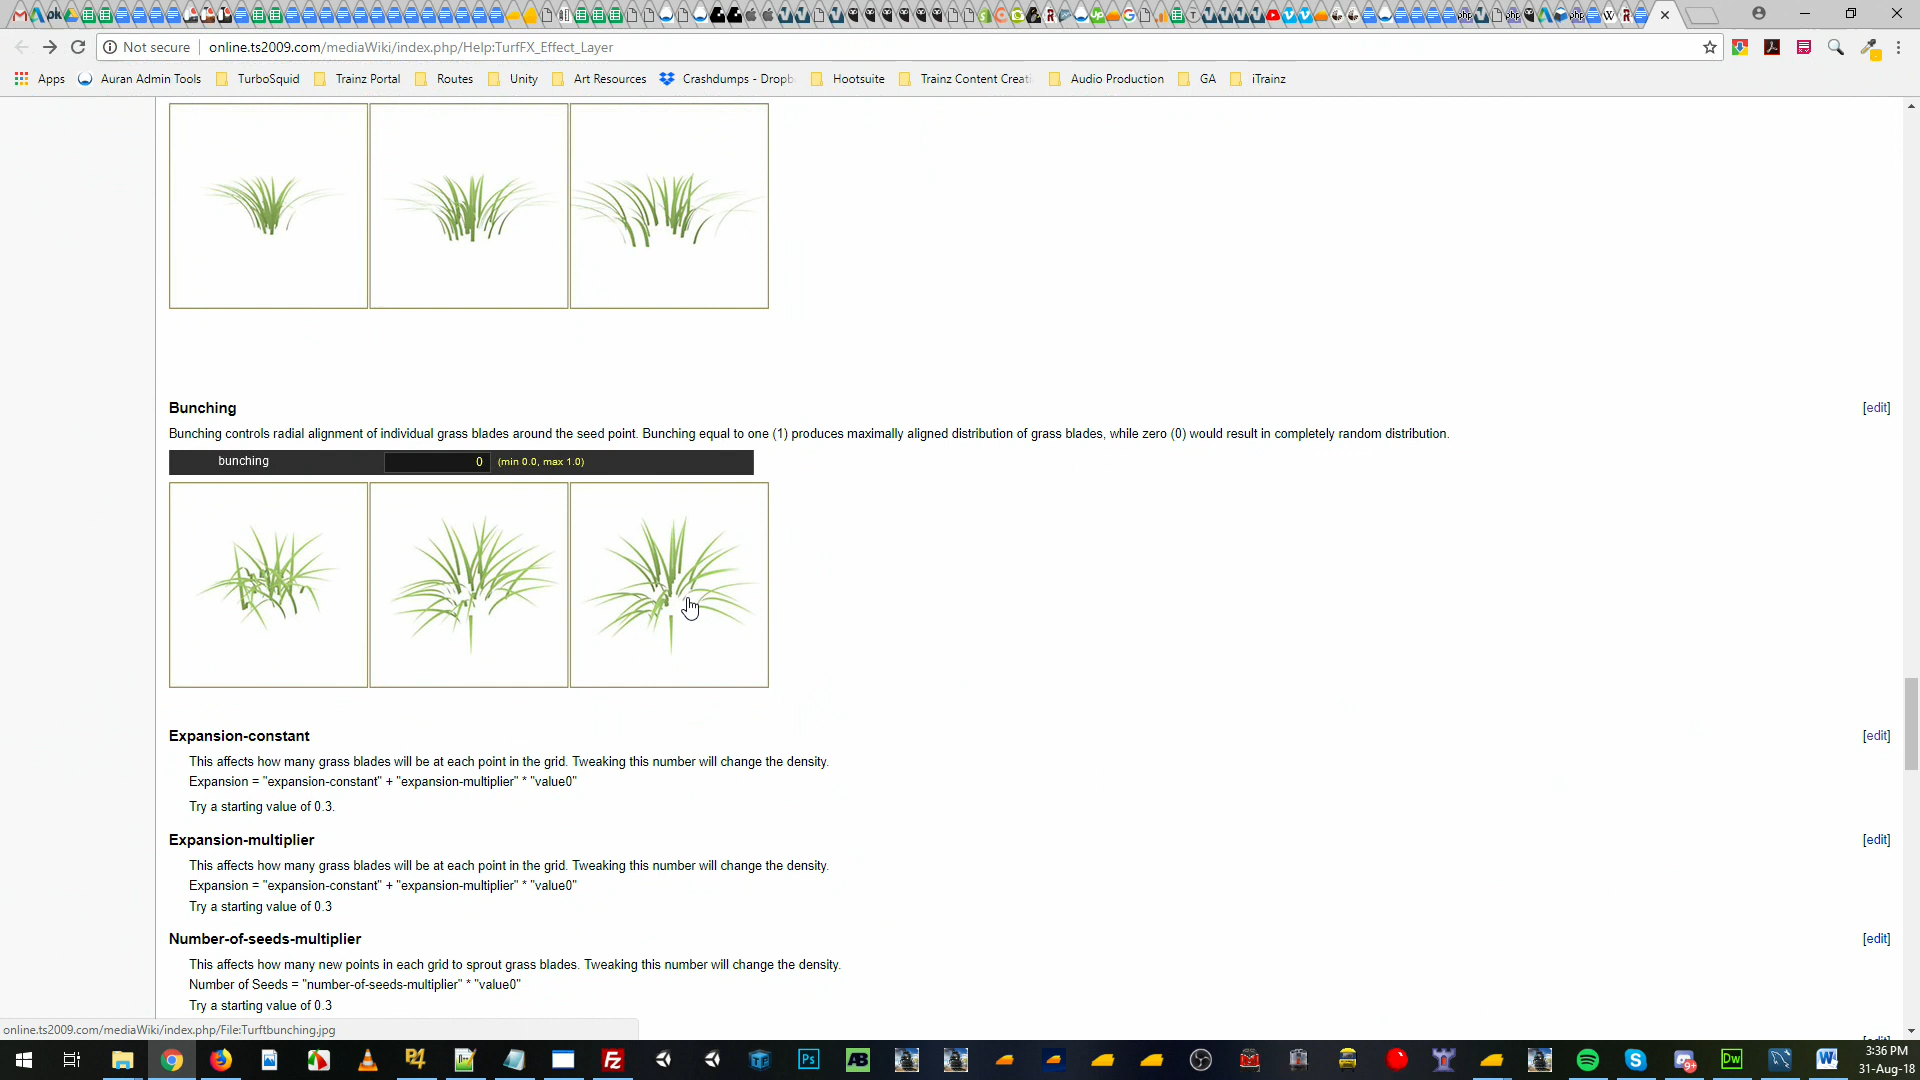 Not secure online.ts2009.com/mediaWiki/index.php/Help:TurfFX_Effect_Layer
Apps Auran Admin Tools TurboSquid Trainz Portal Routes Unity Art Resources Crashdumps - Dropb Hootsuite Trainz Content Creati Audio Production GA iTrainz
Bunching [edit]
Bunching controls radial alignment of individual grass blades around the seed point. Bunching equal to one (1) produces maximally aligned distribution of grass blades, while zero (0) would result in completely random distribution.
bunching 0 (min 0.0, max 1.0)
Expansion-constant [edit]
This affects how many grass blades will be at each point in the grid. Tweaking this number will change the density.
Expansion = "expansion-constant" + "expansion-multiplier" * "value0"
Try a starting value of 0.3.
Expansion-multiplier [edit]
This affects how many grass blades will be at each point in the grid. Tweaking this number will change the density.
Expansion = "expansion-constant" + "expansion-multiplier" * "value0"
Try a starting value of 0.3
Number-of-seeds-multiplier [edit]
This affects how many new points in each grid to sprout grass blades. Tweaking this number will change the density.
Number of Seeds = "number-of-seeds-multiplier" * "value0"
Try a starting value of 0.3
online.ts2009.com/mediaWiki/index.php/File:Turftbunching.jpg
3:36 PM
31-Aug-18